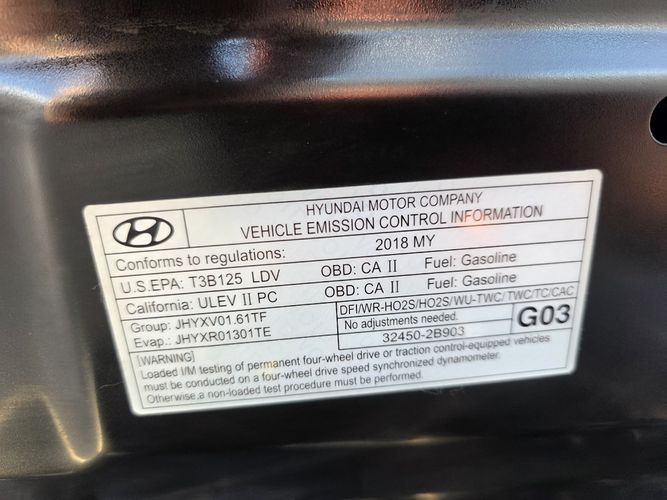 HYUNDAI MOTOR COMPANY
VEHICLE EMISSION CONTROL INFORMATION
Conforms to regulations: 2018 MY
U.S.EPA: T3B125 LDV OBD: CA II Fuel: Gasoline
California: ULEV II PC OBD: CA II Fuel: Gasoline
Group: JHYXV01.61TF
Evap.: JHYXR01301TE
DFI/WR-HO2S/HO2S/WU-TWC/TWC/TC/CAC
No adjustments needed.
32450-2B903
G03
[WARNING]
Loaded I/M testing of permanent four-wheel drive or traction control-equipped vehicles
must be conducted on a four-wheel drive speed synchronized dynamometer.
Otherwise,a non-loaded test procedure must be performed.